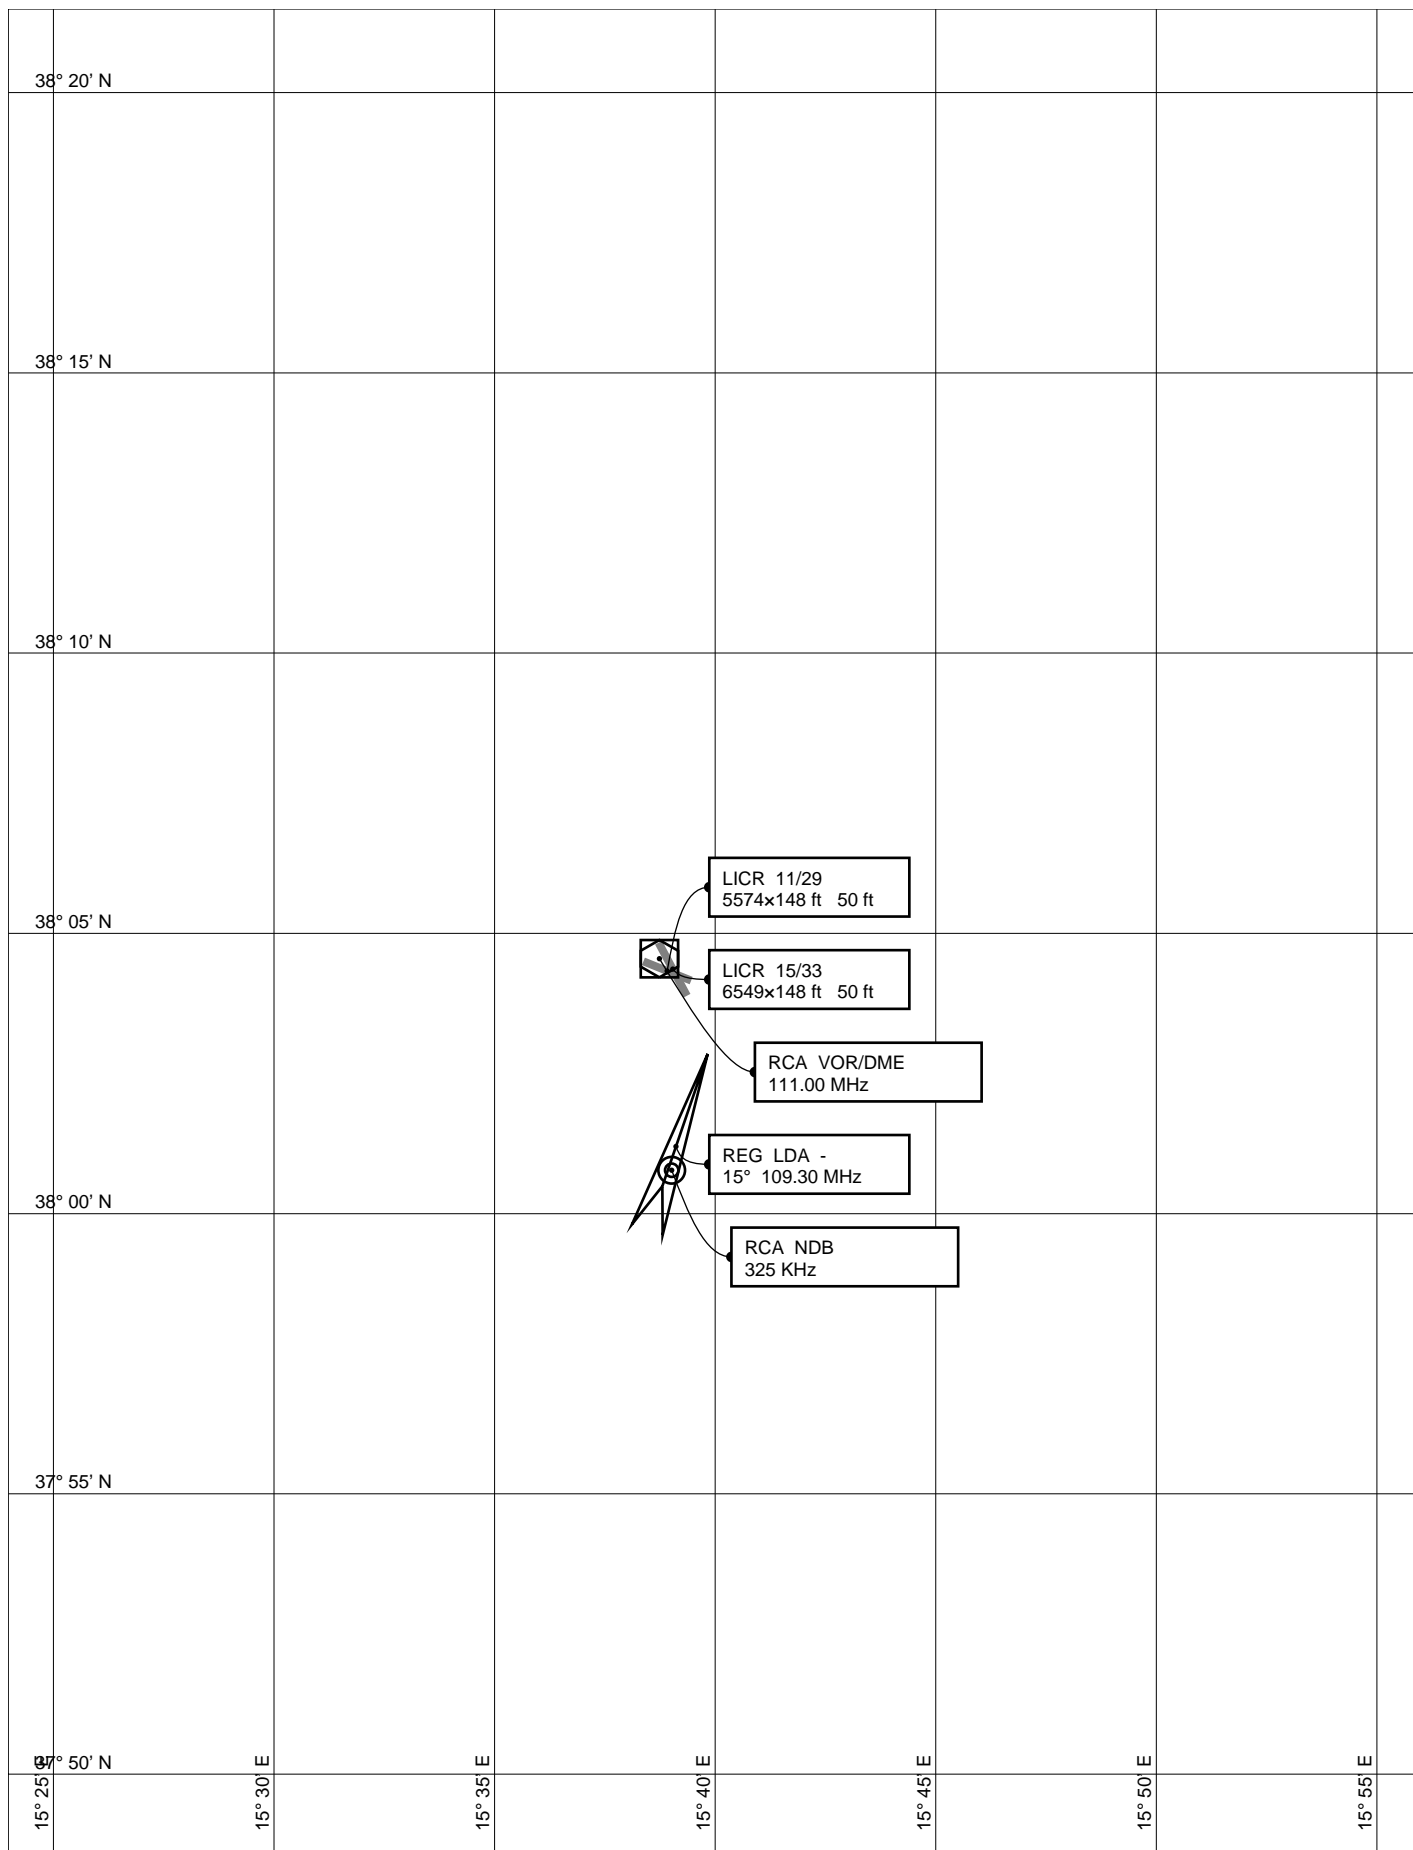 38° 20' N
38° 15' N
38° 10' N
LICR 11/29
5574×148 ft 50 ft
38° 05' N
LICR 15/33
6549×148 ft 50 ft
RCA VOR/DME
111.00 MHz
REG LDA -
15° 109.30 MHz
38° 00' N
RCA NDB
325 KHz
37° 55' N
37° 50' N
15° 25' E
15° 30' E
15° 35' E
15° 40' E
15° 45' E
15° 50' E
15° 55' E